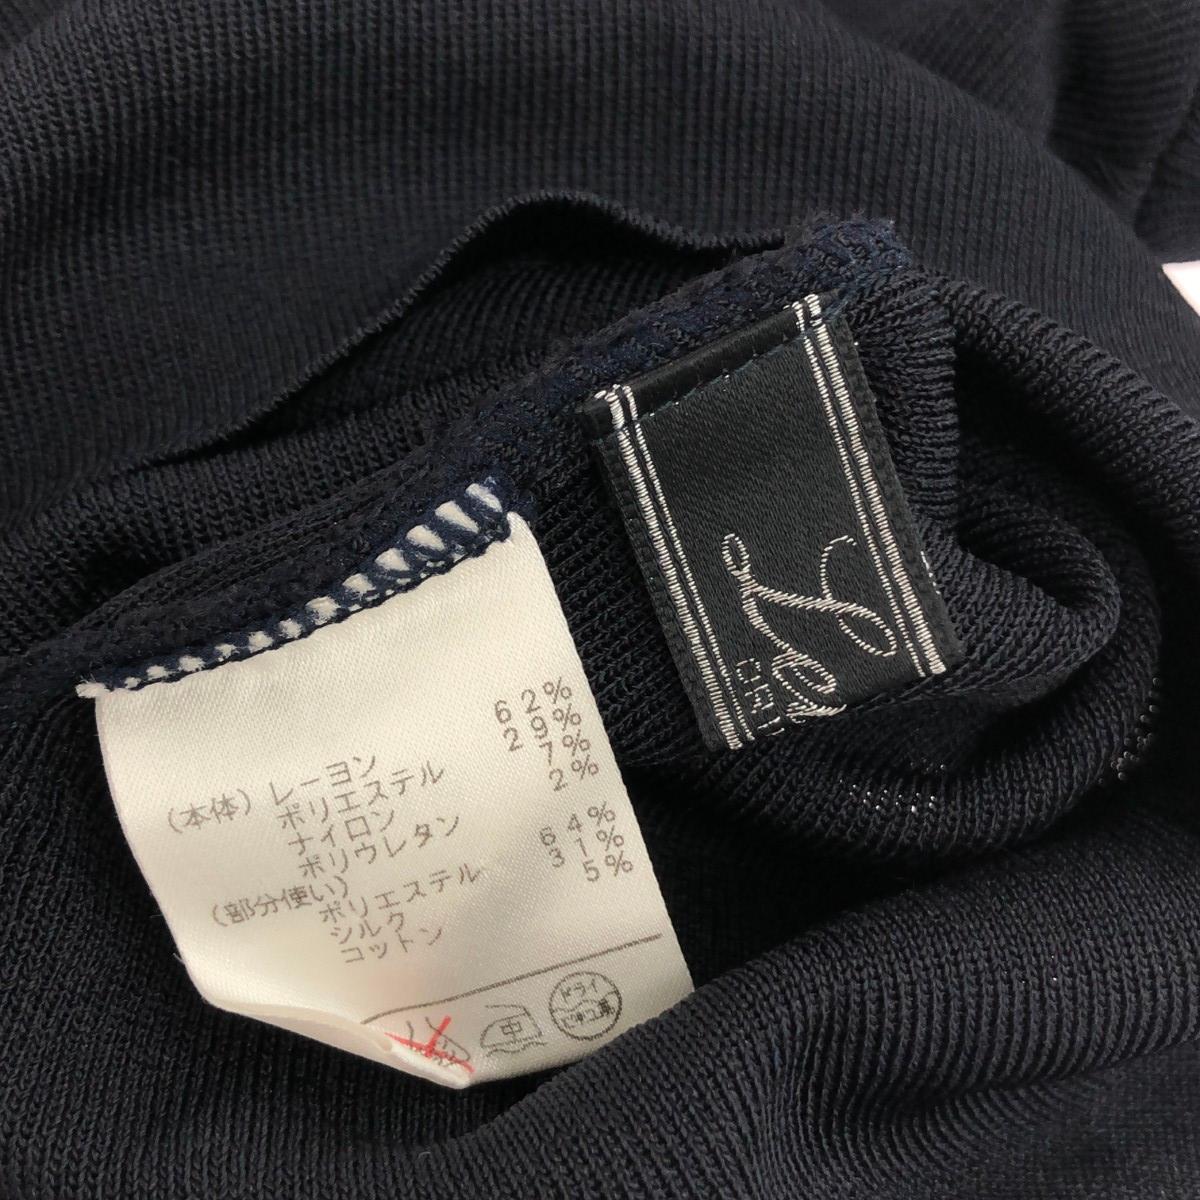 (本体) レーヨン 62%
ポリエステル 29%
ナイロン 7%
ポリウレタン 2%
(部分使い)
ポリエステル 64%
シルク 31%
コットン 5%
中
ドライ